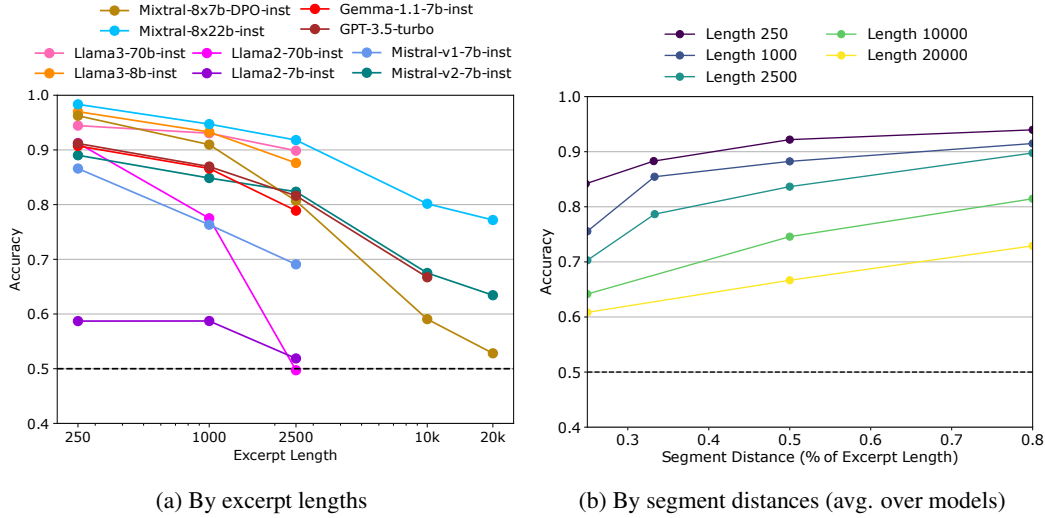 Mixtral-8x7b-DPO-inst Gemma-1.1-7b-inst
Mixtral-8x22b-inst GPT-3.5-turbo
Llama3-70b-inst Llama2-70b-inst Mistral-v1-7b-inst
Llama3-8b-inst Llama2-7b-inst Mistral-v2-7b-inst
1.0
0.9
0.8
0.7
0.6
0.5
0.4
Accuracy
250 1000 2500 10k 20k
Excerpt Length
(a) By excerpt lengths
Length 250 Length 10000
Length 1000 Length 20000
Length 2500
1.0
0.9
0.8
0.7
0.6
0.5
0.4
Accuracy
0.3 0.4 0.5 0.6 0.7 0.8
Segment Distance (% of Excerpt Length)
(b) By segment distances (avg. over models)